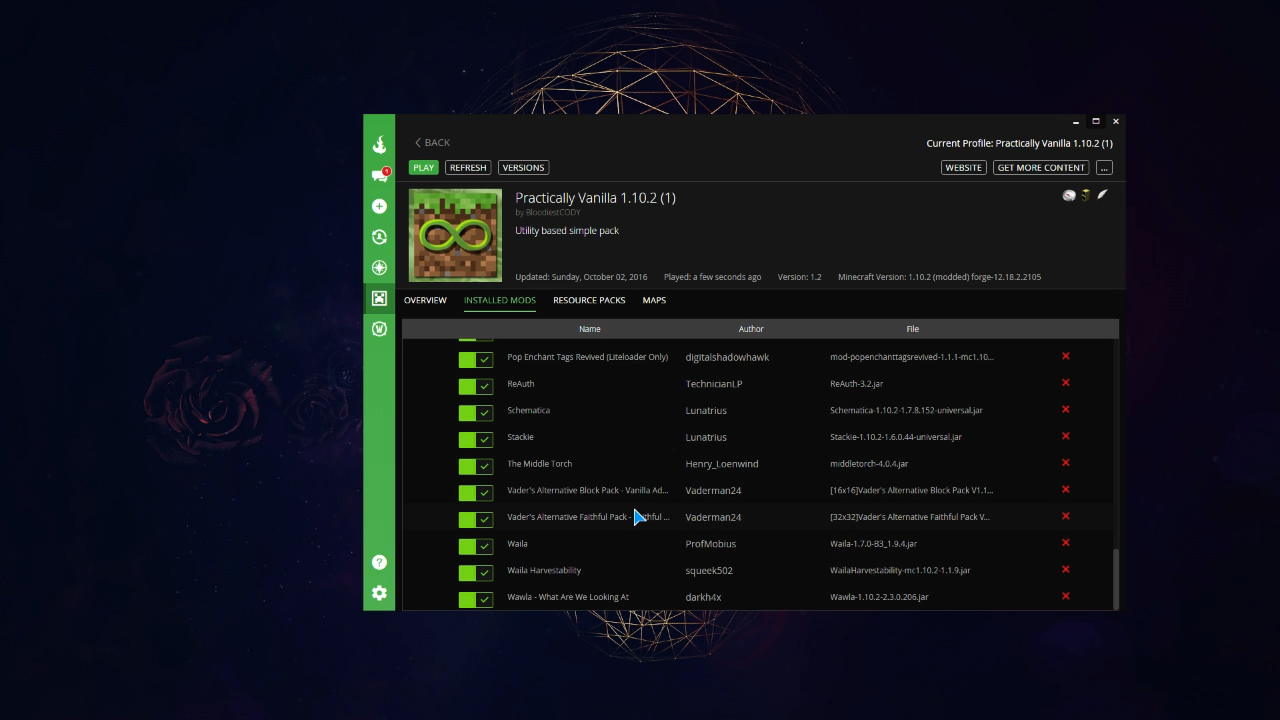 BACK
Current Profile: Practically Vanilla 1.10.2 (1)
PLAY REFRESH VERSIONS WEBSITE GET MORE CONTENT ...
1
Practically Vanilla 1.10.2 (1)
by BloodiestCODY
Utility based simple pack
Updated: Sunday, October 02, 2016 Played: a few seconds ago Version: 1.2 Minecraft Version: 1.10.2 (modded) forge-12.18.2.2105
OVERVIEW INSTALLED MODS RESOURCE PACKS MAPS
Name Author File
Pop Enchant Tags Revived (Liteloader Only) digitalshadowhawk mod-popenchanttagsrevived-1.1.1-mc1.10...
ReAuth TechnicianLP ReAuth-3.2.jar
Schematica Lunatrius Schematica-1.10.2-1.7.8.152-universal.jar
Stackie Lunatrius Stackie-1.10.2-1.6.0.44-universal.jar
The Middle Torch Henry_Loenwind middletorch-4.0.4.jar
Vader's Alternative Block Pack - Vanilla Ad... Vaderman24 [16x16]Vader's Alternative Block Pack V1.1...
Vader's Alternative Faithful Pack - ... Vaderman24 [32x32]Vader's Alternative Faithful Pack V...
Waila ProfMobius Waila-1.7.0-B3_1.9.4.jar
Waila Harvestability squeek502 WailaHarvestability-mc1.10.2-1.1.9.jar
Wawla - What Are We Looking At darkh4x Wawla-1.10.2-2.3.0.206.jar